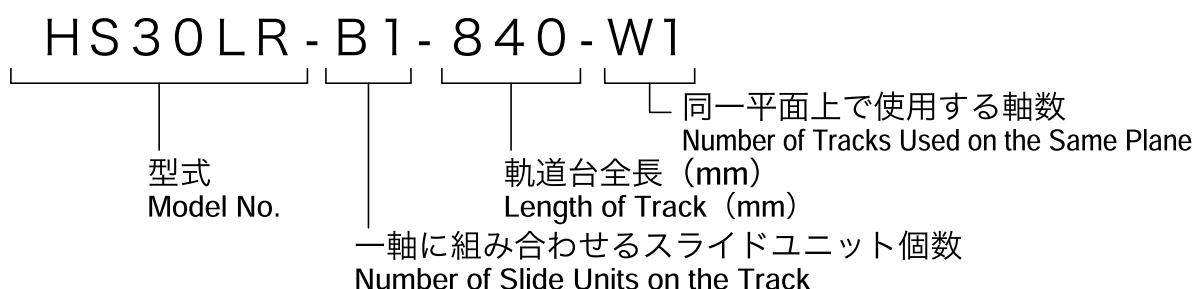 HS30LR-B1-840-W1
同一平面上で使用する軸数
Number of Tracks Used on the Same Plane
型式
Model No.
軌道台全長（mm）
Length of Track（mm）
一軸に組み合わせるスライドユニット個数
Number of Slide Units on the Track